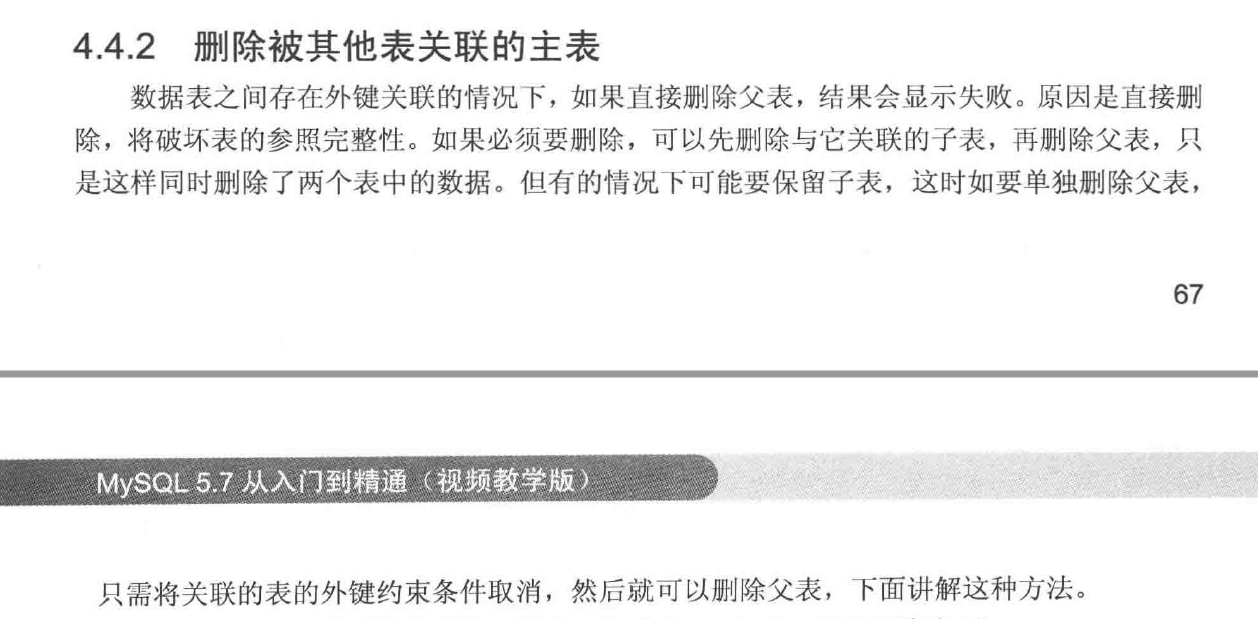 4.4.2 删除被其他表关联的主表
数据表之间存在外键关联的情况下，如果直接删除父表，结果会显示失败。原因是直接删
除，将破坏表的参照完整性。如果必须要删除，可以先删除与它关联的子表，再删除父表，只
是这样同时删除了两个表中的数据。但有的情况下可能要保留子表，这时如要单独删除父表，
67
MySQL 5.7 从入门到精通（视频教学版）
只需将关联的表的外键约束条件取消，然后就可以删除父表，下面讲解这种方法。